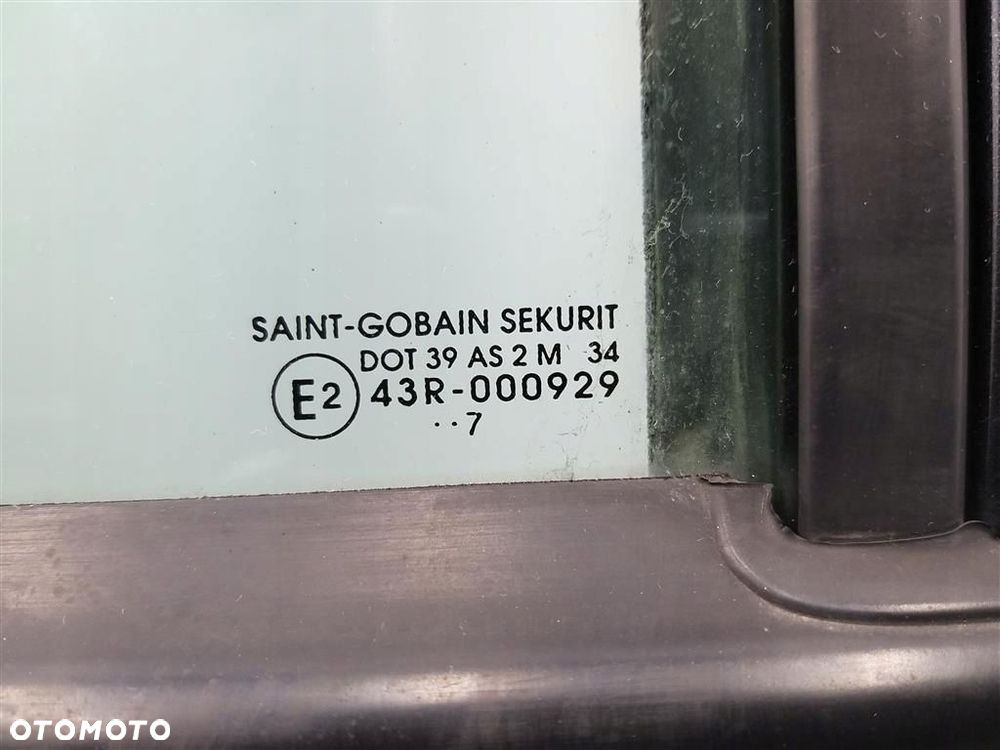 SAINT-GOBAIN SEKURIT
DOT 39 AS 2 M 34
E2 43R-000929
..7
OTOMOTO